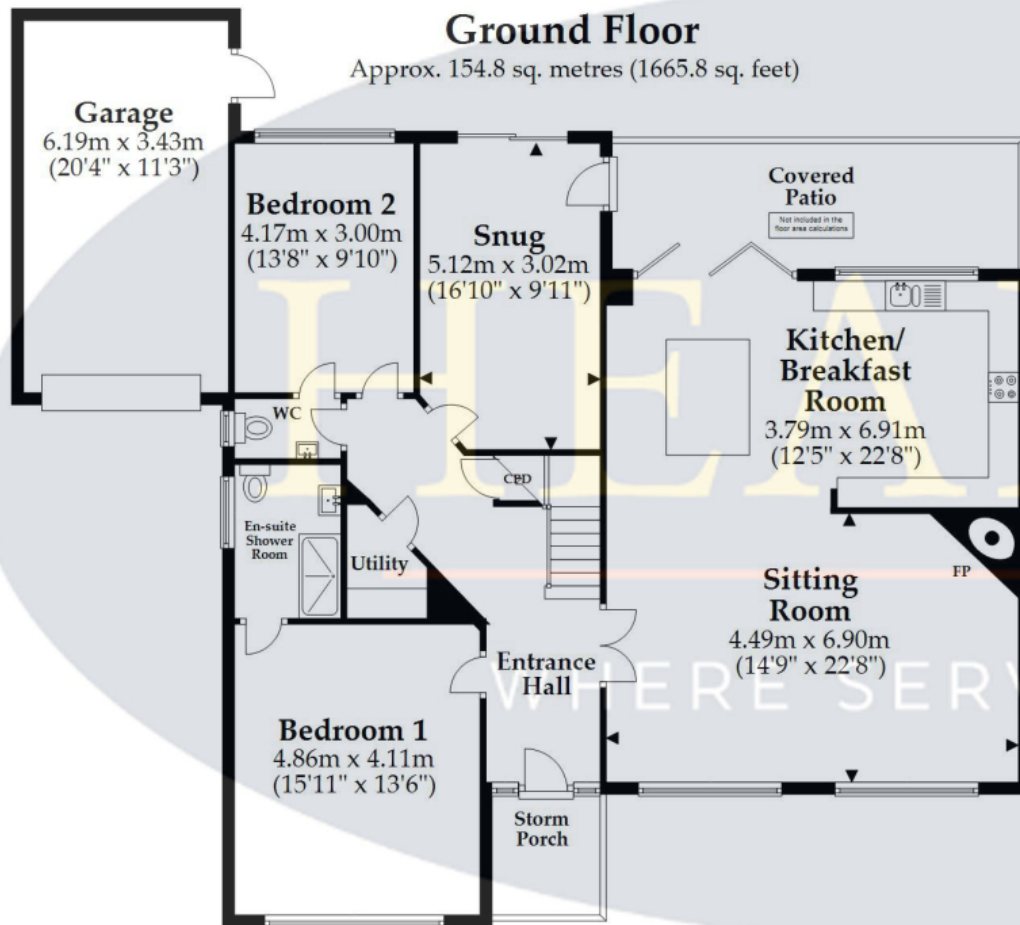 Ground Floor
Approx. 154.8 sq. metres (1665.8 sq. feet)
Garage
6.19m x 3.43m
(20'4" x 11'3")
Bedroom 2
4.17m x 3.00m
(13'8" x 9'10")
Snug
5.12m x 3.02m
(16'10" x 9'11")
Covered
Patio
Not included in the
floor area calculations
Kitchen/
Breakfast
Room
3.79m x 6.91m
(12'5" x 22'8")
WC
CPD
En-suite
Shower
Room
Utility
FP
Sitting
Room
4.49m x 6.90m
(14'9" x 22'8")
Entrance
Hall
Bedroom 1
4.86m x 4.11m
(15'11" x 13'6")
Storm
Porch
HEA
WHERE SERV